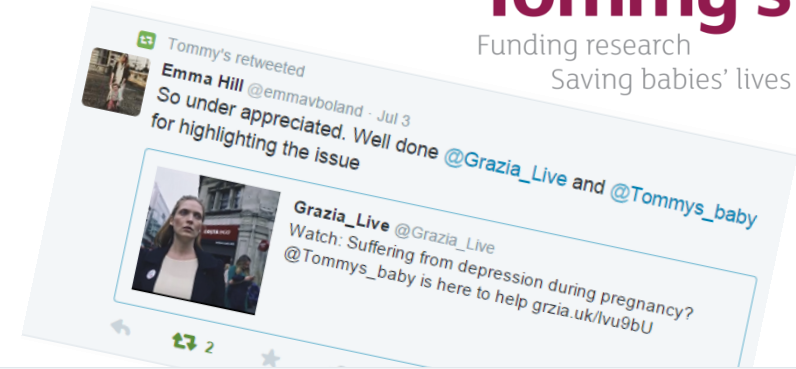 Tommy's
Funding research
Saving babies' lives
Tommy's retweeted
Emma Hill @emmavboland · Jul 3
So under appreciated. Well done @Grazia_Live and @Tommys_baby
for highlighting the issue
Grazia_Live @Grazia_Live
Watch: Suffering from depression during pregnancy?
@Tommys_baby is here to help grzia.uk/lvu9bU
2